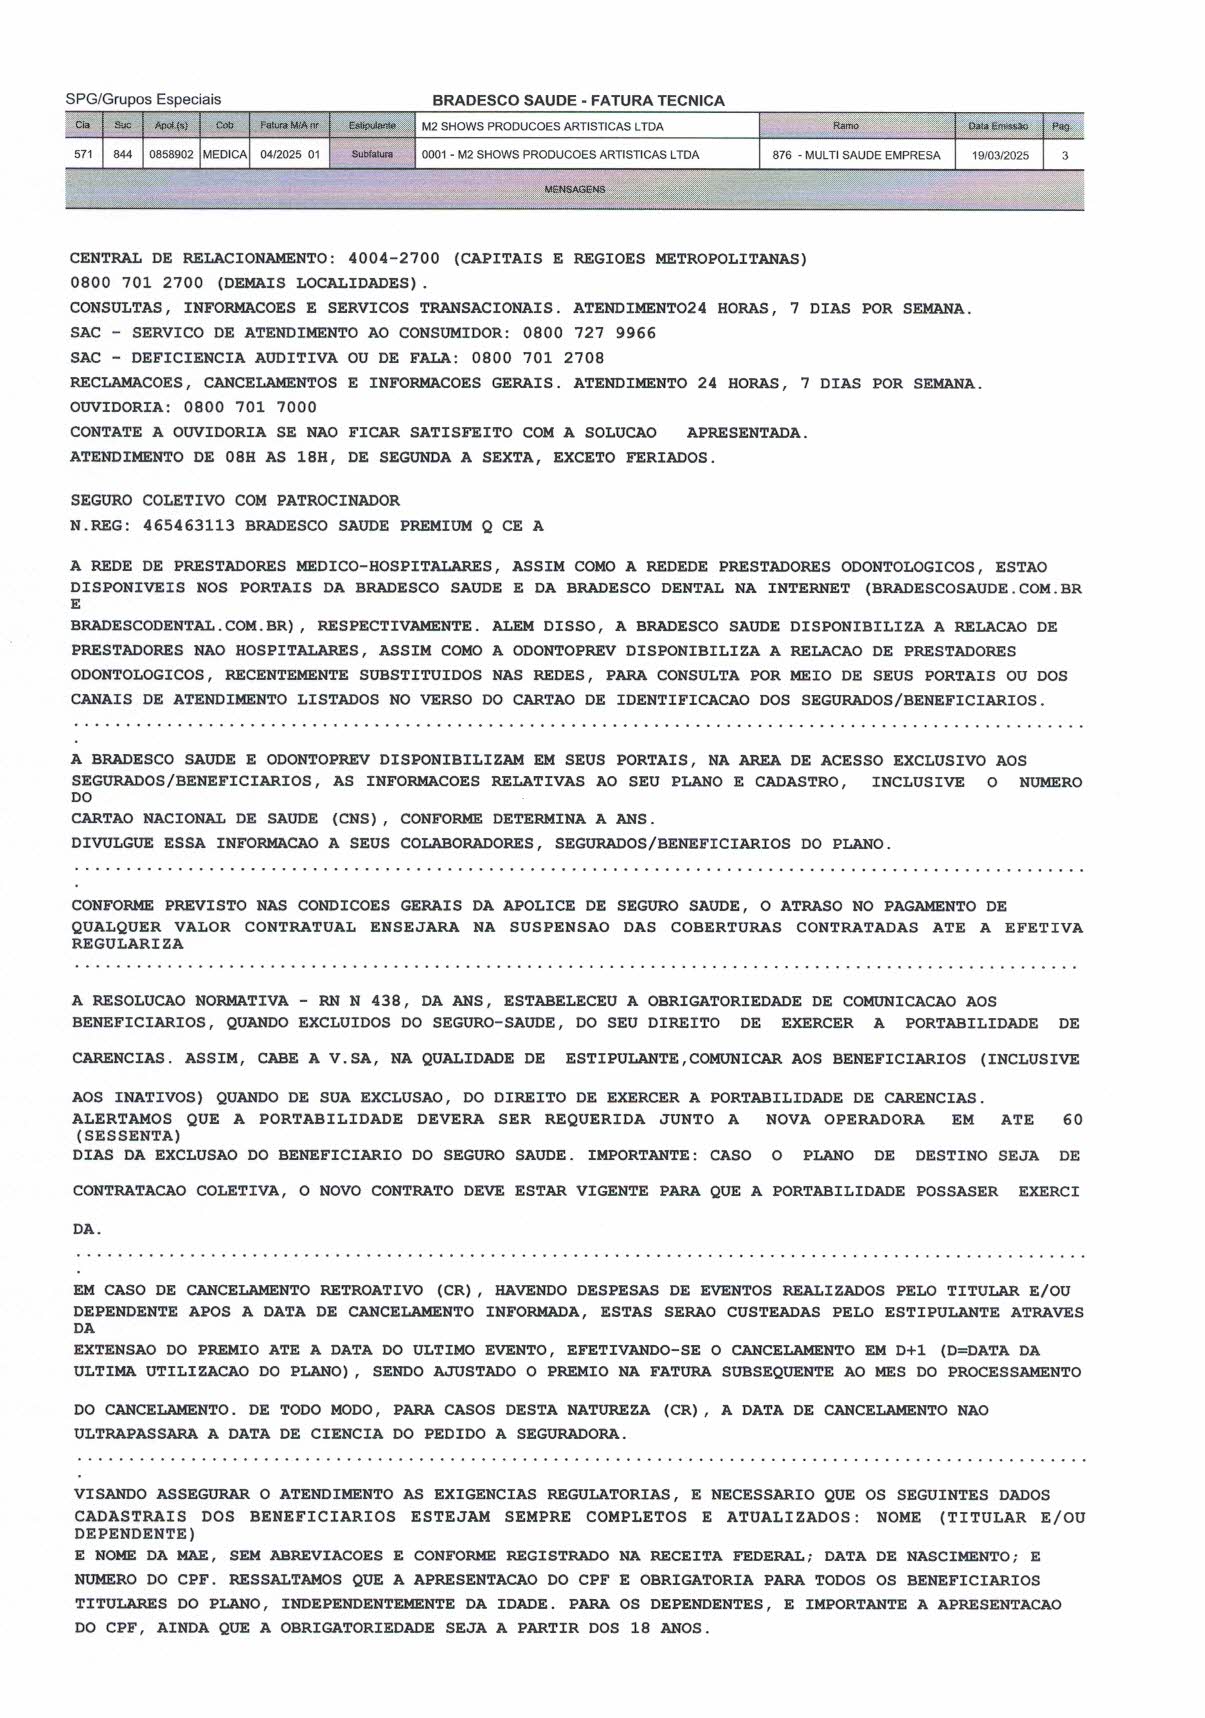 SPG/Grupos Especiais
BRADESCO SAUDE - FATURA TECNICA
Cia Suc Apol.(s) Cob Fatura M/A nr Estipulante M2 SHOWS PRODUCOES ARTISTICAS LTDA Ramo Data Emissão Pag.
571 844 0858902 MEDICA 04/2025 01 Subfatura 0001 - M2 SHOWS PRODUCOES ARTISTICAS LTDA 876 - MULTI SAUDE EMPRESA 19/03/2025 3
MENSAGENS
CENTRAL DE RELACIONAMENTO: 4004-2700 (CAPITAIS E REGIOES METROPOLITANAS)
0800 701 2700 (DEMAIS LOCALIDADES).
CONSULTAS, INFORMACOES E SERVICOS TRANSACIONAIS. ATENDIMENTO24 HORAS, 7 DIAS POR SEMANA.
SAC - SERVICO DE ATENDIMENTO AO CONSUMIDOR: 0800 727 9966
SAC - DEFICIENCIA AUDITIVA OU DE FALA: 0800 701 2708
RECLAMACOES, CANCELAMENTOS E INFORMACOES GERAIS. ATENDIMENTO 24 HORAS, 7 DIAS POR SEMANA.
OUVIDORIA: 0800 701 7000
CONTATE A OUVIDORIA SE NAO FICAR SATISFEITO COM A SOLUCAO APRESENTADA.
ATENDIMENTO DE 08H AS 18H, DE SEGUNDA A SEXTA, EXCETO FERIADOS.
SEGURO COLETIVO COM PATROCINADOR
N.REG: 465463113 BRADESCO SAUDE PREMIUM Q CE A
A REDE DE PRESTADORES MEDICO-HOSPITALARES, ASSIM COMO A REDEDE PRESTADORES ODONTOLOGICOS, ESTAO
DISPONIVEIS NOS PORTAIS DA BRADESCO SAUDE E DA BRADESCO DENTAL NA INTERNET (BRADESCOSAUDE.COM.BR
E
BRADESCODENTAL.COM.BR), RESPECTIVAMENTE. ALEM DISSO, A BRADESCO SAUDE DISPONIBILIZA A RELACAO DE
PRESTADORES NAO HOSPITALARES, ASSIM COMO A ODONTOPREV DISPONIBILIZA A RELACAO DE PRESTADORES
ODONTOLOGICOS, RECENTEMENTE SUBSTITUIDOS NAS REDES, PARA CONSULTA POR MEIO DE SEUS PORTAIS OU DOS
CANAIS DE ATENDIMENTO LISTADOS NO VERSO DO CARTAO DE IDENTIFICACAO DOS SEGURADOS/BENEFICIARIOS.
..................................................................................................
.
A BRADESCO SAUDE E ODONTOPREV DISPONIBILIZAM EM SEUS PORTAIS, NA AREA DE ACESSO EXCLUSIVO AOS
SEGURADOS/BENEFICIARIOS, AS INFORMACOES RELATIVAS AO SEU PLANO E CADASTRO, INCLUSIVE O NUMERO
DO
CARTAO NACIONAL DE SAUDE (CNS), CONFORME DETERMINA A ANS.
DIVULGUE ESSA INFORMACAO A SEUS COLABORADORES, SEGURADOS/BENEFICIARIOS DO PLANO.
..................................................................................................
.
CONFORME PREVISTO NAS CONDICOES GERAIS DA APOLICE DE SEGURO SAUDE, O ATRASO NO PAGAMENTO DE
QUALQUER VALOR CONTRATUAL ENSEJARA NA SUSPENSAO DAS COBERTURAS CONTRATADAS ATE A EFETIVA
REGULARIZA
.................................................................................................
A RESOLUCAO NORMATIVA - RN N 438, DA ANS, ESTABELECEU A OBRIGATORIEDADE DE COMUNICACAO AOS
BENEFICIARIOS, QUANDO EXCLUIDOS DO SEGURO-SAUDE, DO SEU DIREITO DE EXERCER A PORTABILIDADE DE
CARENCIAS. ASSIM, CABE A V.SA, NA QUALIDADE DE ESTIPULANTE,COMUNICAR AOS BENEFICIARIOS (INCLUSIVE
AOS INATIVOS) QUANDO DE SUA EXCLUSAO, DO DIREITO DE EXERCER A PORTABILIDADE DE CARENCIAS.
ALERTAMOS QUE A PORTABILIDADE DEVERA SER REQUERIDA JUNTO A NOVA OPERADORA EM ATE 60
(SESSENTA)
DIAS DA EXCLUSAO DO BENEFICIARIO DO SEGURO SAUDE. IMPORTANTE: CASO O PLANO DE DESTINO SEJA DE
CONTRATACAO COLETIVA, O NOVO CONTRATO DEVE ESTAR VIGENTE PARA QUE A PORTABILIDADE POSSASER EXERCI
DA.
..................................................................................................
.
EM CASO DE CANCELAMENTO RETROATIVO (CR), HAVENDO DESPESAS DE EVENTOS REALIZADOS PELO TITULAR E/OU
DEPENDENTE APOS A DATA DE CANCELAMENTO INFORMADA, ESTAS SERAO CUSTEADAS PELO ESTIPULANTE ATRAVES
DA
EXTENSAO DO PREMIO ATE A DATA DO ULTIMO EVENTO, EFETIVANDO-SE O CANCELAMENTO EM D+1 (D=DATA DA
ULTIMA UTILIZACAO DO PLANO), SENDO AJUSTADO O PREMIO NA FATURA SUBSEQUENTE AO MES DO PROCESSAMENTO
DO CANCELAMENTO. DE TODO MODO, PARA CASOS DESTA NATUREZA (CR), A DATA DE CANCELAMENTO NAO
ULTRAPASSARA A DATA DE CIENCIA DO PEDIDO A SEGURADORA.
..................................................................................................
.
VISANDO ASSEGURAR O ATENDIMENTO AS EXIGENCIAS REGULATORIAS, E NECESSARIO QUE OS SEGUINTES DADOS
CADASTRAIS DOS BENEFICIARIOS ESTEJAM SEMPRE COMPLETOS E ATUALIZADOS: NOME (TITULAR E/OU
DEPENDENTE)
E NOME DA MAE, SEM ABREVIACOES E CONFORME REGISTRADO NA RECEITA FEDERAL; DATA DE NASCIMENTO; E
NUMERO DO CPF. RESSALTAMOS QUE A APRESENTACAO DO CPF E OBRIGATORIA PARA TODOS OS BENEFICIARIOS
TITULARES DO PLANO, INDEPENDENTEMENTE DA IDADE. PARA OS DEPENDENTES, E IMPORTANTE A APRESENTACAO
DO CPF, AINDA QUE A OBRIGATORIEDADE SEJA A PARTIR DOS 18 ANOS.